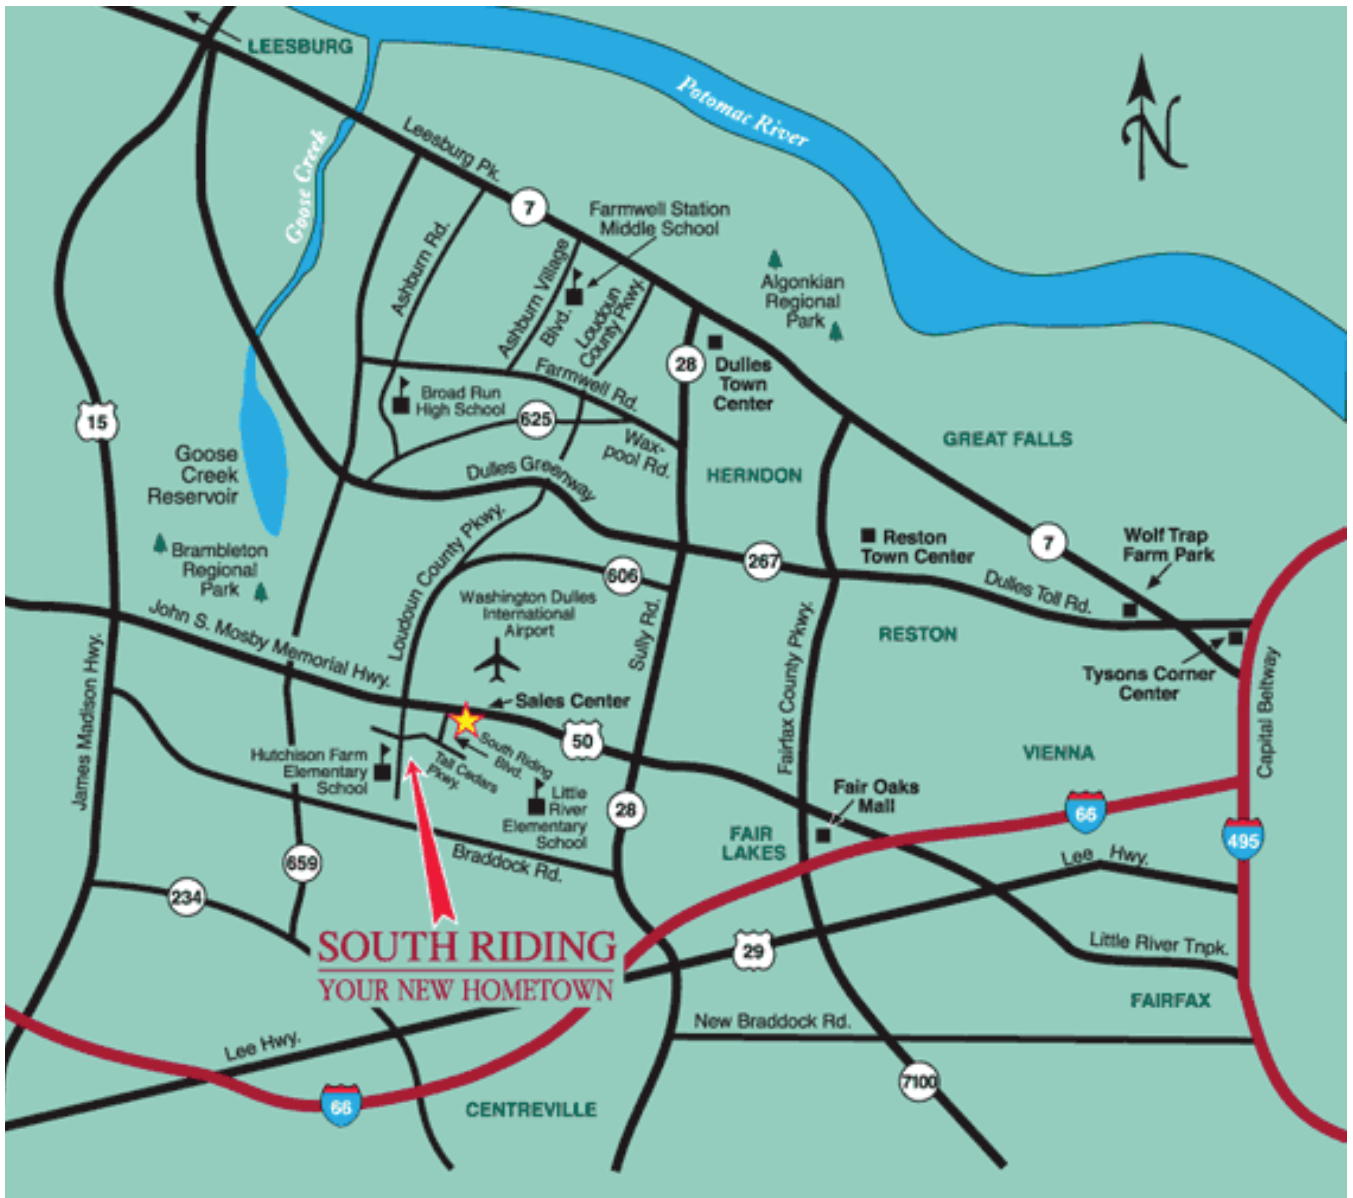 LEESBURG
Potomac River
N
Goose Creek
Leesburg Pk.
7
Farmwell Station
Middle School
Ashburn Rd.
Ashburn Village
Blvd.
Loudoun
County Pkwy.
Algonkian
Regional
Park
28
Dulles
Town
Center
15
Broad Run
High School
Farmwell Rd.
625
Wax-
pool Rd.
GREAT FALLS
HERNDON
Goose
Creek
Reservoir
Dulles Greenway
Brambleton
Regional
Park
Loudoun County Pkwy.
606
267
Reston
Town Center
7
Wolf Trap
Farm Park
Dulles Toll Rd.
Washington Dulles
International
Airport
John S. Mosby Memorial Hwy.
Sully Rd.
Fairfax County Pkwy.
RESTON
Tysons Corner
Center
James Madison Hwy.
Sales Center
50
South Riding
Blvd.
Tall Cedars
Pkwy.
Hutchison Farm
Elementary
School
Little
River
Elementary
School
28
VIENNA
Capital Beltway
Fair Oaks
Mall
66
FAIR
LAKES
495
Lee Hwy.
Braddock Rd.
659
234
SOUTH RIDING
YOUR NEW HOMETOWN
29
Little River Tnpk.
FAIRFAX
New Braddock Rd.
Lee Hwy.
66
CENTREVILLE
7100